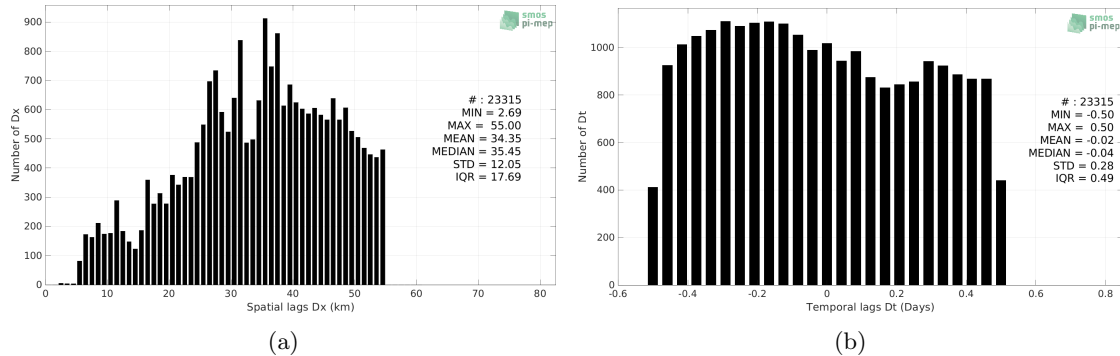 smos
pi-mep
900
800
700
600
500
400
300
200
100
0
Number of Dx
# : 23315
MIN = 2.69
MAX = 55.00
MEAN = 34.35
MEDIAN = 35.45
STD = 12.05
IQR = 17.69
0 10 20 30 40 50 60 70 80
Spatial lags Dx (km)
(a)
smos
pi-mep
1000
800
600
400
200
0
Number of Dt
# : 23315
MIN = -0.50
MAX = 0.50
MEAN = -0.02
MEDIAN = -0.04
STD = 0.28
IQR = 0.49
-0.6 -0.4 -0.2 0 0.2 0.4 0.6 0.8
Temporal lags Dt (Days)
(b)